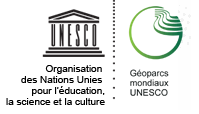 UNESCO
Organisation
des Nations Unies
pour l'éducation,
la science et la culture
Géoparcs
mondiaux
UNESCO